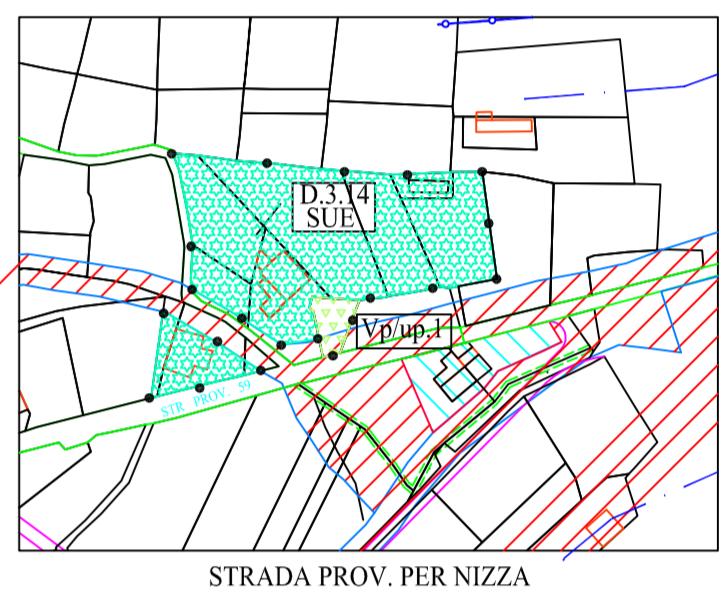 D.3.14
SUE
Vp/up.1
STR PROV. 59
STRADA PROV. PER NIZZA